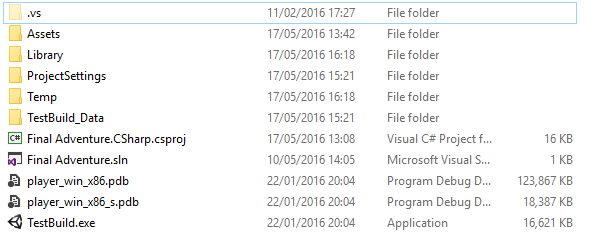 .vs 11/02/2016 17:27 File folder
Assets 17/05/2016 13:42 File folder
Library 17/05/2016 16:18 File folder
ProjectSettings 17/05/2016 15:21 File folder
Temp 17/05/2016 16:18 File folder
TestBuild_Data 17/05/2016 15:21 File folder
C# Final Adventure.CSharp.csproj 17/05/2016 13:08 Visual C# Project f... 16 KB
Final Adventure.sln 10/05/2016 14:05 Microsoft Visual S...
player_win_x86.pdb 22/01/2016 20:04 Program Debug D... 123,867 KB
player_win_x86_s.pdb 22/01/2016 20:04 Program Debug D... 18,387 KB
TestBuild.exe 22/01/2016 20:04 Application 16,621 KB